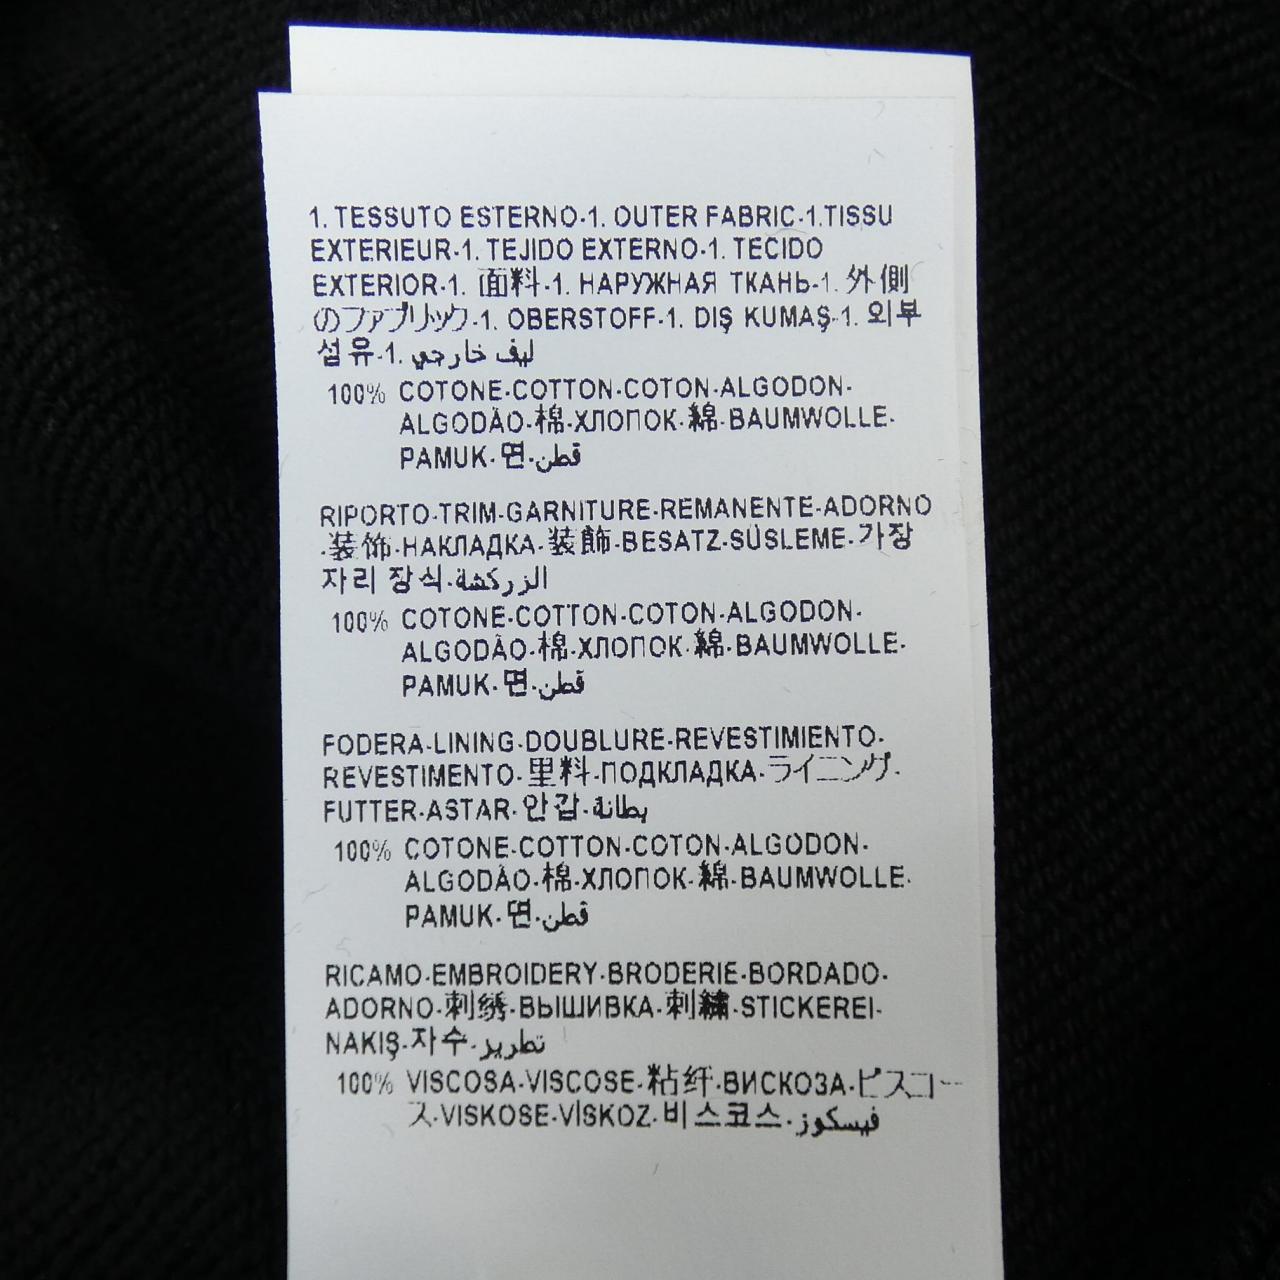 1. TESSUTO ESTERNO-1. OUTER FABRIC-1.TISSU
EXTERIEUR-1. TEJIDO EXTERNO-1. TECIDO
EXTERIOR-1. 面料-1. НАРУЖНАЯ ТКАНЬ-1. 外側
のファブリック-1. OBERSTOFF-1. DIŞ KUMAŞ-1. 외부
섬유-1. ليف خارجي
100% COTONE-COTTON-COTON-ALGODON-
ALGODÃO-棉-ХЛОПОК-綿-BAUMWOLLE-
PAMUK-면-قطن
RIPORTO-TRIM-GARNITURE-REMANENTE-ADORNO
-装饰-НАКЛАДКА-装飾-BESATZ-SÜSLEME-가장
자리 장식-الزركشة
100% COTONE-COTTON-COTON-ALGODON-
ALGODÃO-棉-ХЛОПОК-綿-BAUMWOLLE-
PAMUK-면-قطن
FODERA-LINING-DOUBLURE-REVESTIMIENTO-
REVESTIMENTO-里料-ПОДКЛАДКА-ライニング-
FUTTER-ASTAR-안감-بطانة
100% COTONE-COTTON-COTON-ALGODON-
ALGODÃO-棉-ХЛОПОК-綿-BAUMWOLLE-
PAMUK-면-قطن
RICAMO-EMBROIDERY-BRODERIE-BORDADO-
ADORNO-刺绣-ВЫШИВКА-刺繍-STICKEREI-
NAKIŞ-자수-تطريز
100% VISCOSA-VISCOSE-粘纤-ВИСКОЗА-ビスコー
ス-VISKOSE-VİSKOZ-비스코스-فيسكوز